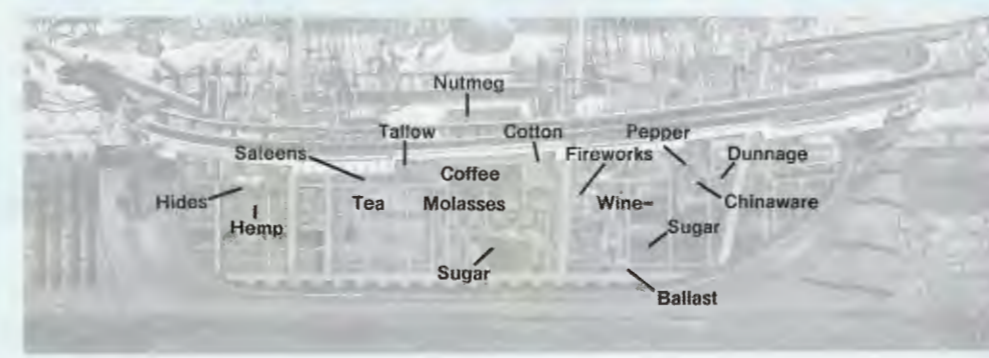 Nutmeg
Tallow Cotton Pepper
Saleens Fireworks Dunnage
Coffee
Hides Tea Molasses Wine- Chinaware
Hemp Sugar
Sugar
Ballast